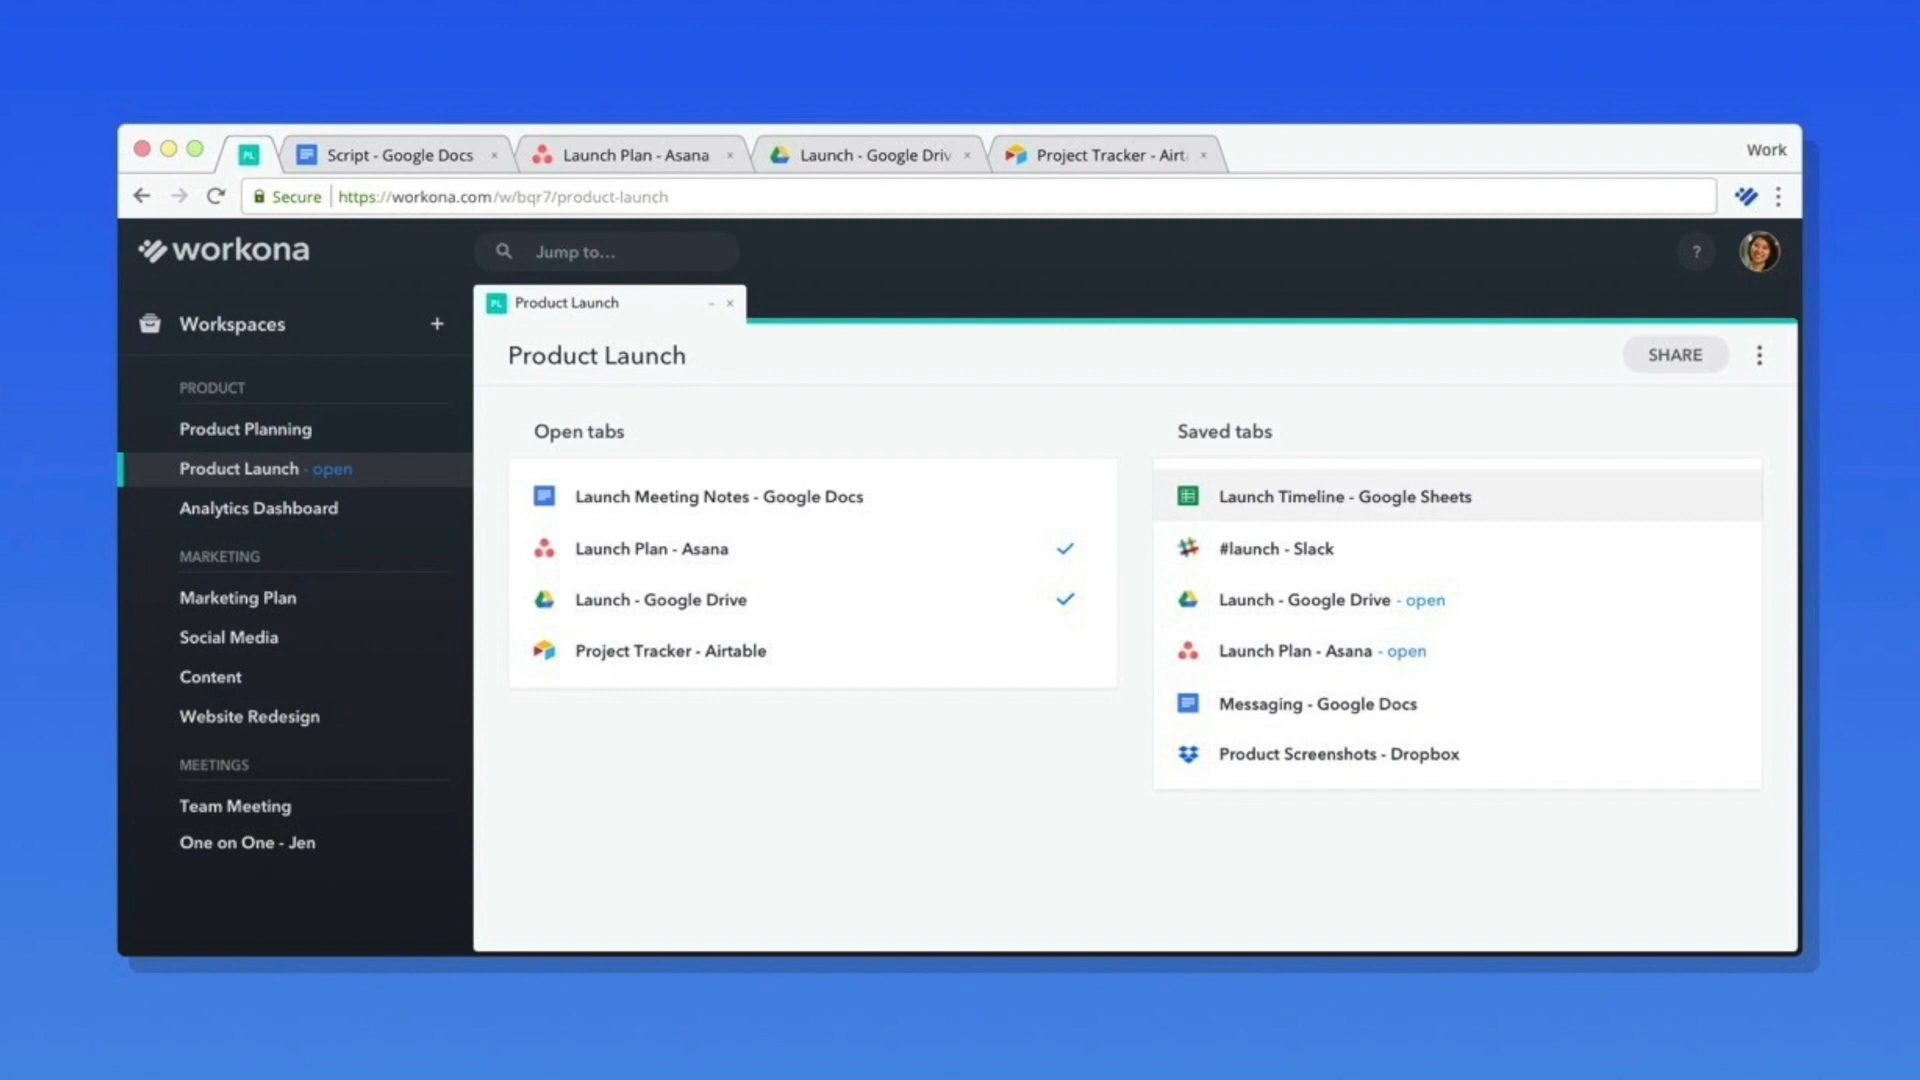 PL
Script - Google Docs
Launch Plan - Asana
Launch - Google Driv
Project Tracker - Airt
Work
Secure
https://workona.com/w/bqr7/product-launch
workona
Jump to...
?
Workspaces
+
PRODUCT
Product Planning
Product Launch - open
Analytics Dashboard
MARKETING
Marketing Plan
Social Media
Content
Website Redesign
MEETINGS
Team Meeting
One on One - Jen
PL Product Launch
Product Launch
SHARE
Open tabs
Launch Meeting Notes - Google Docs
Launch Plan - Asana
Launch - Google Drive
Project Tracker - Airtable
Saved tabs
Launch Timeline - Google Sheets
#launch - Slack
Launch - Google Drive - open
Launch Plan - Asana - open
Messaging - Google Docs
Product Screenshots - Dropbox